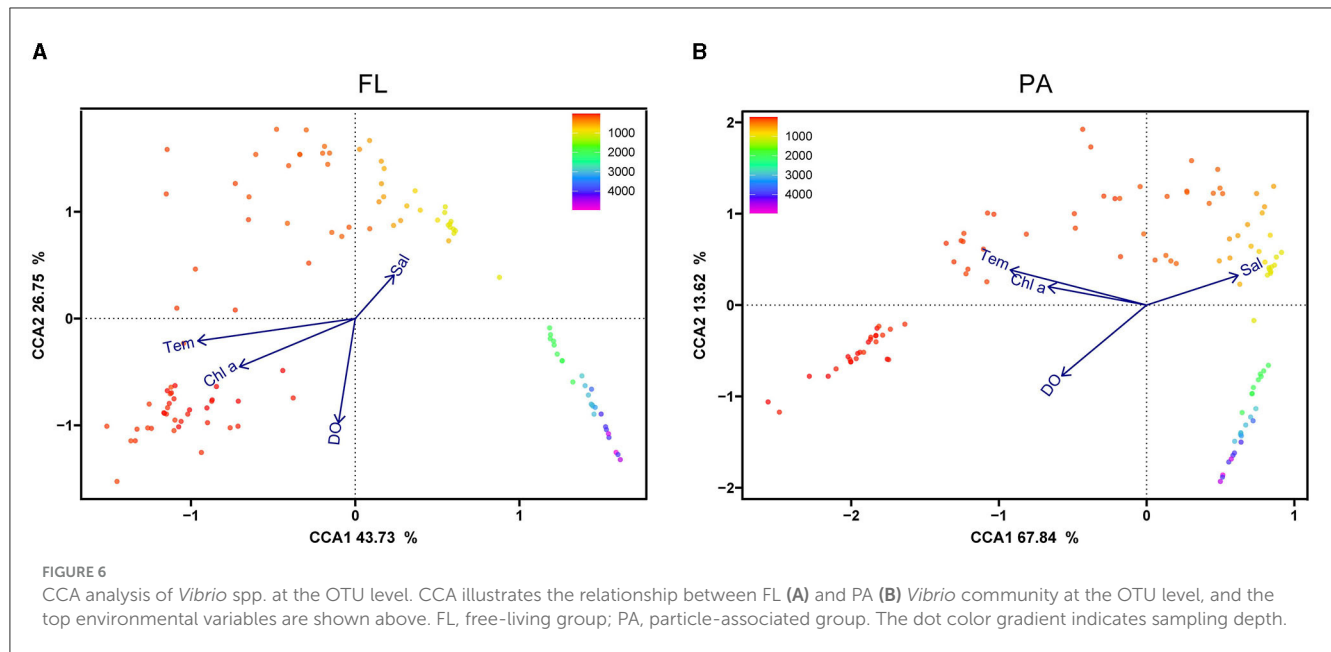 A
FL
1000
2000
3000
4000
Sal
Tem
Chl a
DO
1
0
−1
−1
0
1
CCA2 26.75 %
CCA1 43.73 %
B
PA
1000
2000
3000
4000
Tem
Chl a
Sal
DO
2
1
0
−1
−2
−2
−1
0
1
CCA2 13.62 %
CCA1 67.84 %
FIGURE 6
CCA analysis of Vibrio spp. at the OTU level. CCA illustrates the relationship between FL (A) and PA (B) Vibrio community at the OTU level, and the
top environmental variables are shown above. FL, free-living group; PA, particle-associated group. The dot color gradient indicates sampling depth.